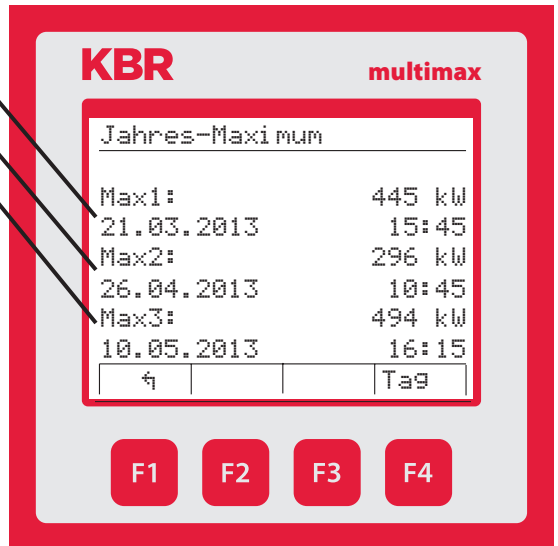 KBR multimax
Jahres-Maximum
Max1: 445 kW
21.03.2013 15:45
Max2: 296 kW
26.04.2013 10:45
Max3: 494 kW
10.05.2013 16:15
↰ Tag
F1 F2 F3 F4